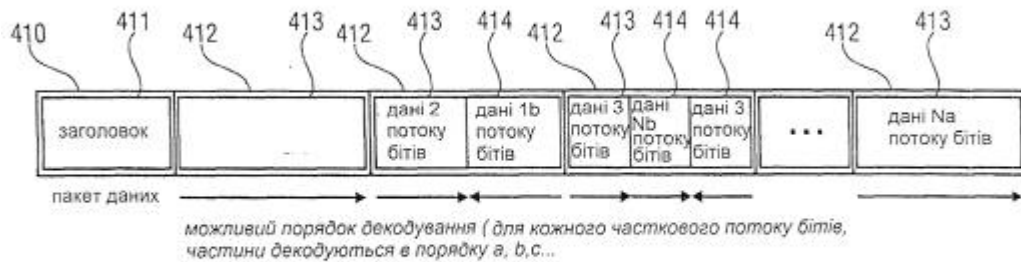 410 411 412 413 412 413 414 412 413 414 414 412 413
заголовок
дані 2 потоку бітів
дані 1b потоку бітів
дані 3 потоку бітів
дані Nb потоку бітів
дані 3 потоку бітів
...
дані Na потоку бітів
пакет даних
можливий порядок декодування ( для кожного часткового потоку бітів,
частини декодуються в порядку a, b,c...